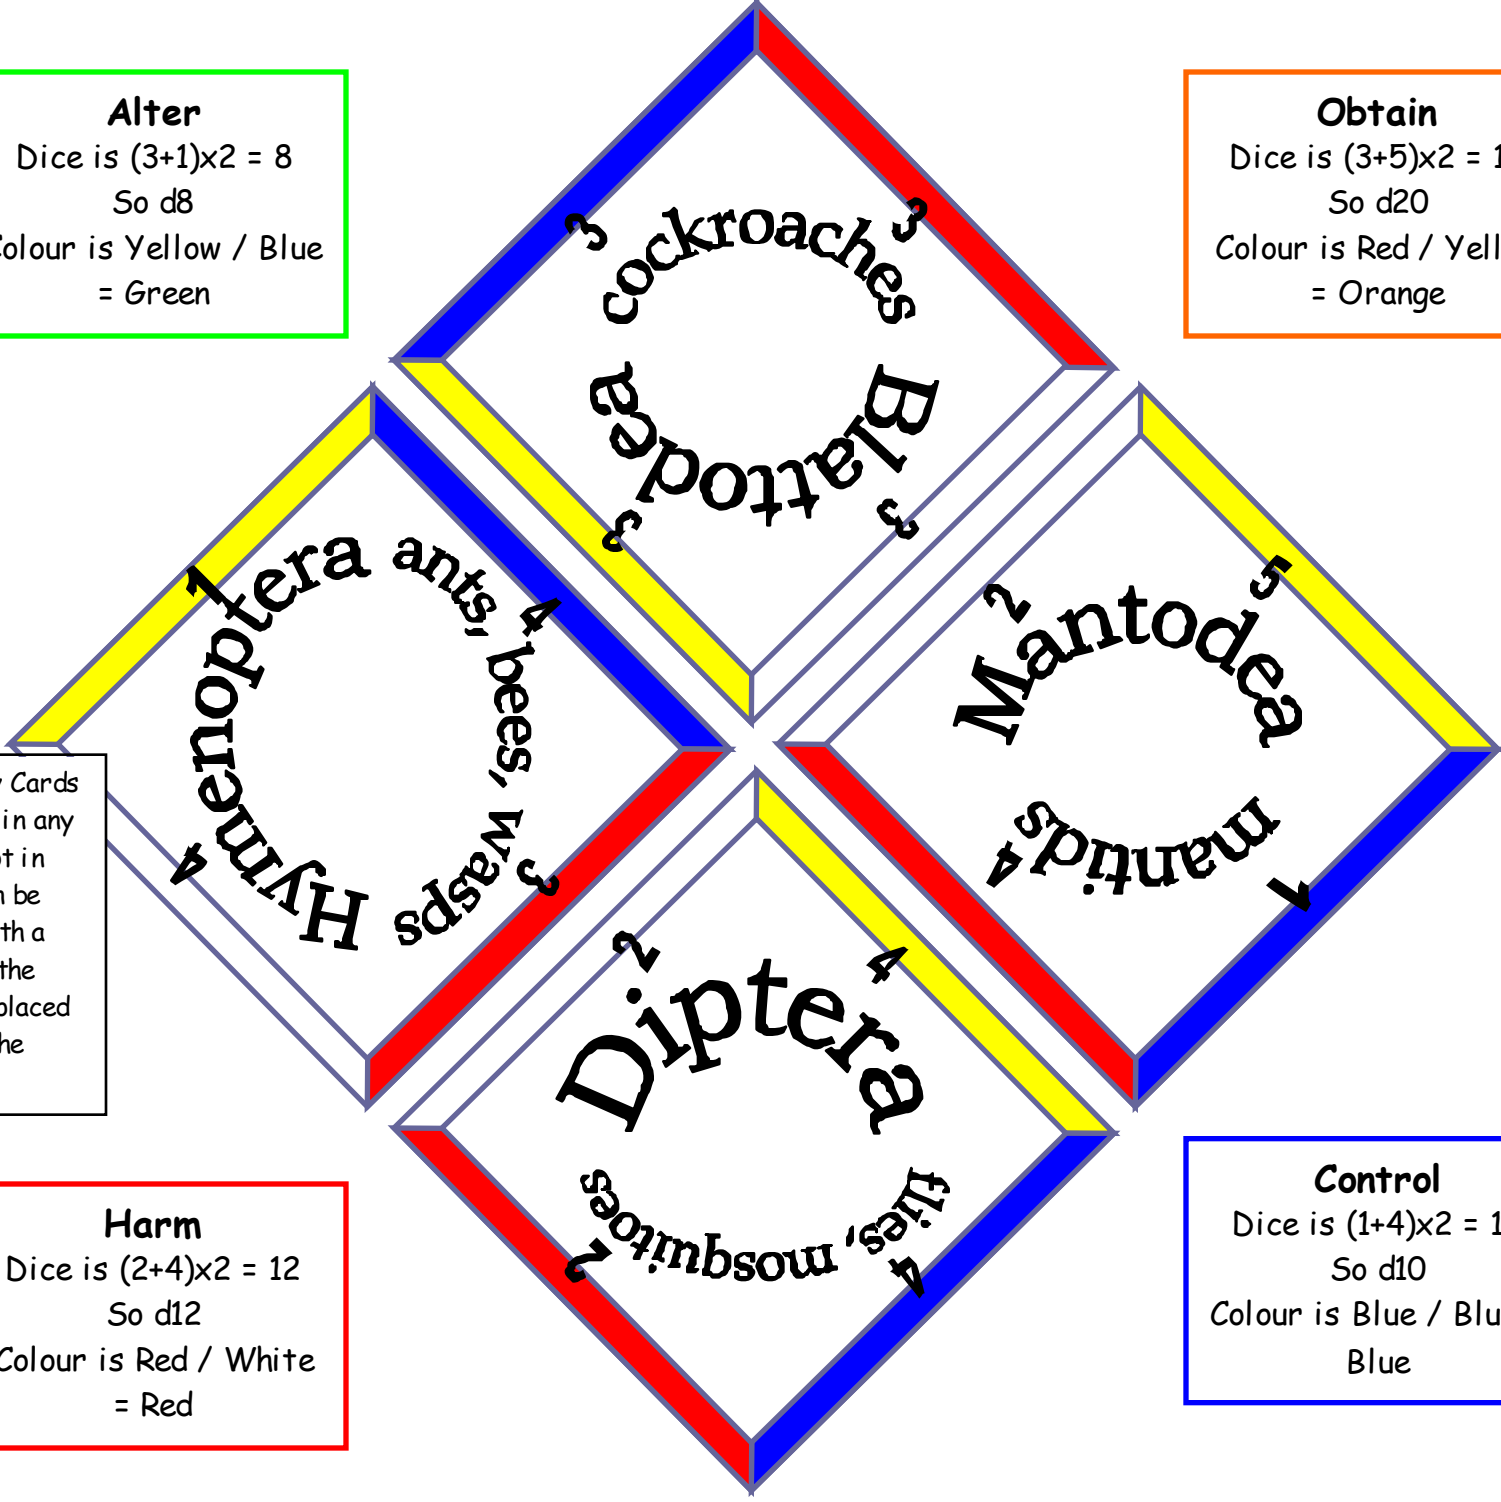 Alter
Dice is (3+1)x2 = 8
So d8
Colour is Yellow / Blue
= Green
Obtain
Dice is (3+5)x2 = 1
So d20
Colour is Red / Yell
= Orange
3
3
cockroaches
Blattodea
3
3
1
4
Hymenoptera
ants, bees, wasps
4
3
2
5
Mantodea
mantids
4
1
2
4
Diptera
flies, mosquitoes
2
4
Cards
in any
in
be
th a
the
placed
he
Harm
Dice is (2+4)x2 = 12
So d12
Colour is Red / White
= Red
Control
Dice is (1+4)x2 = 1
So d10
Colour is Blue / Blu
Blue